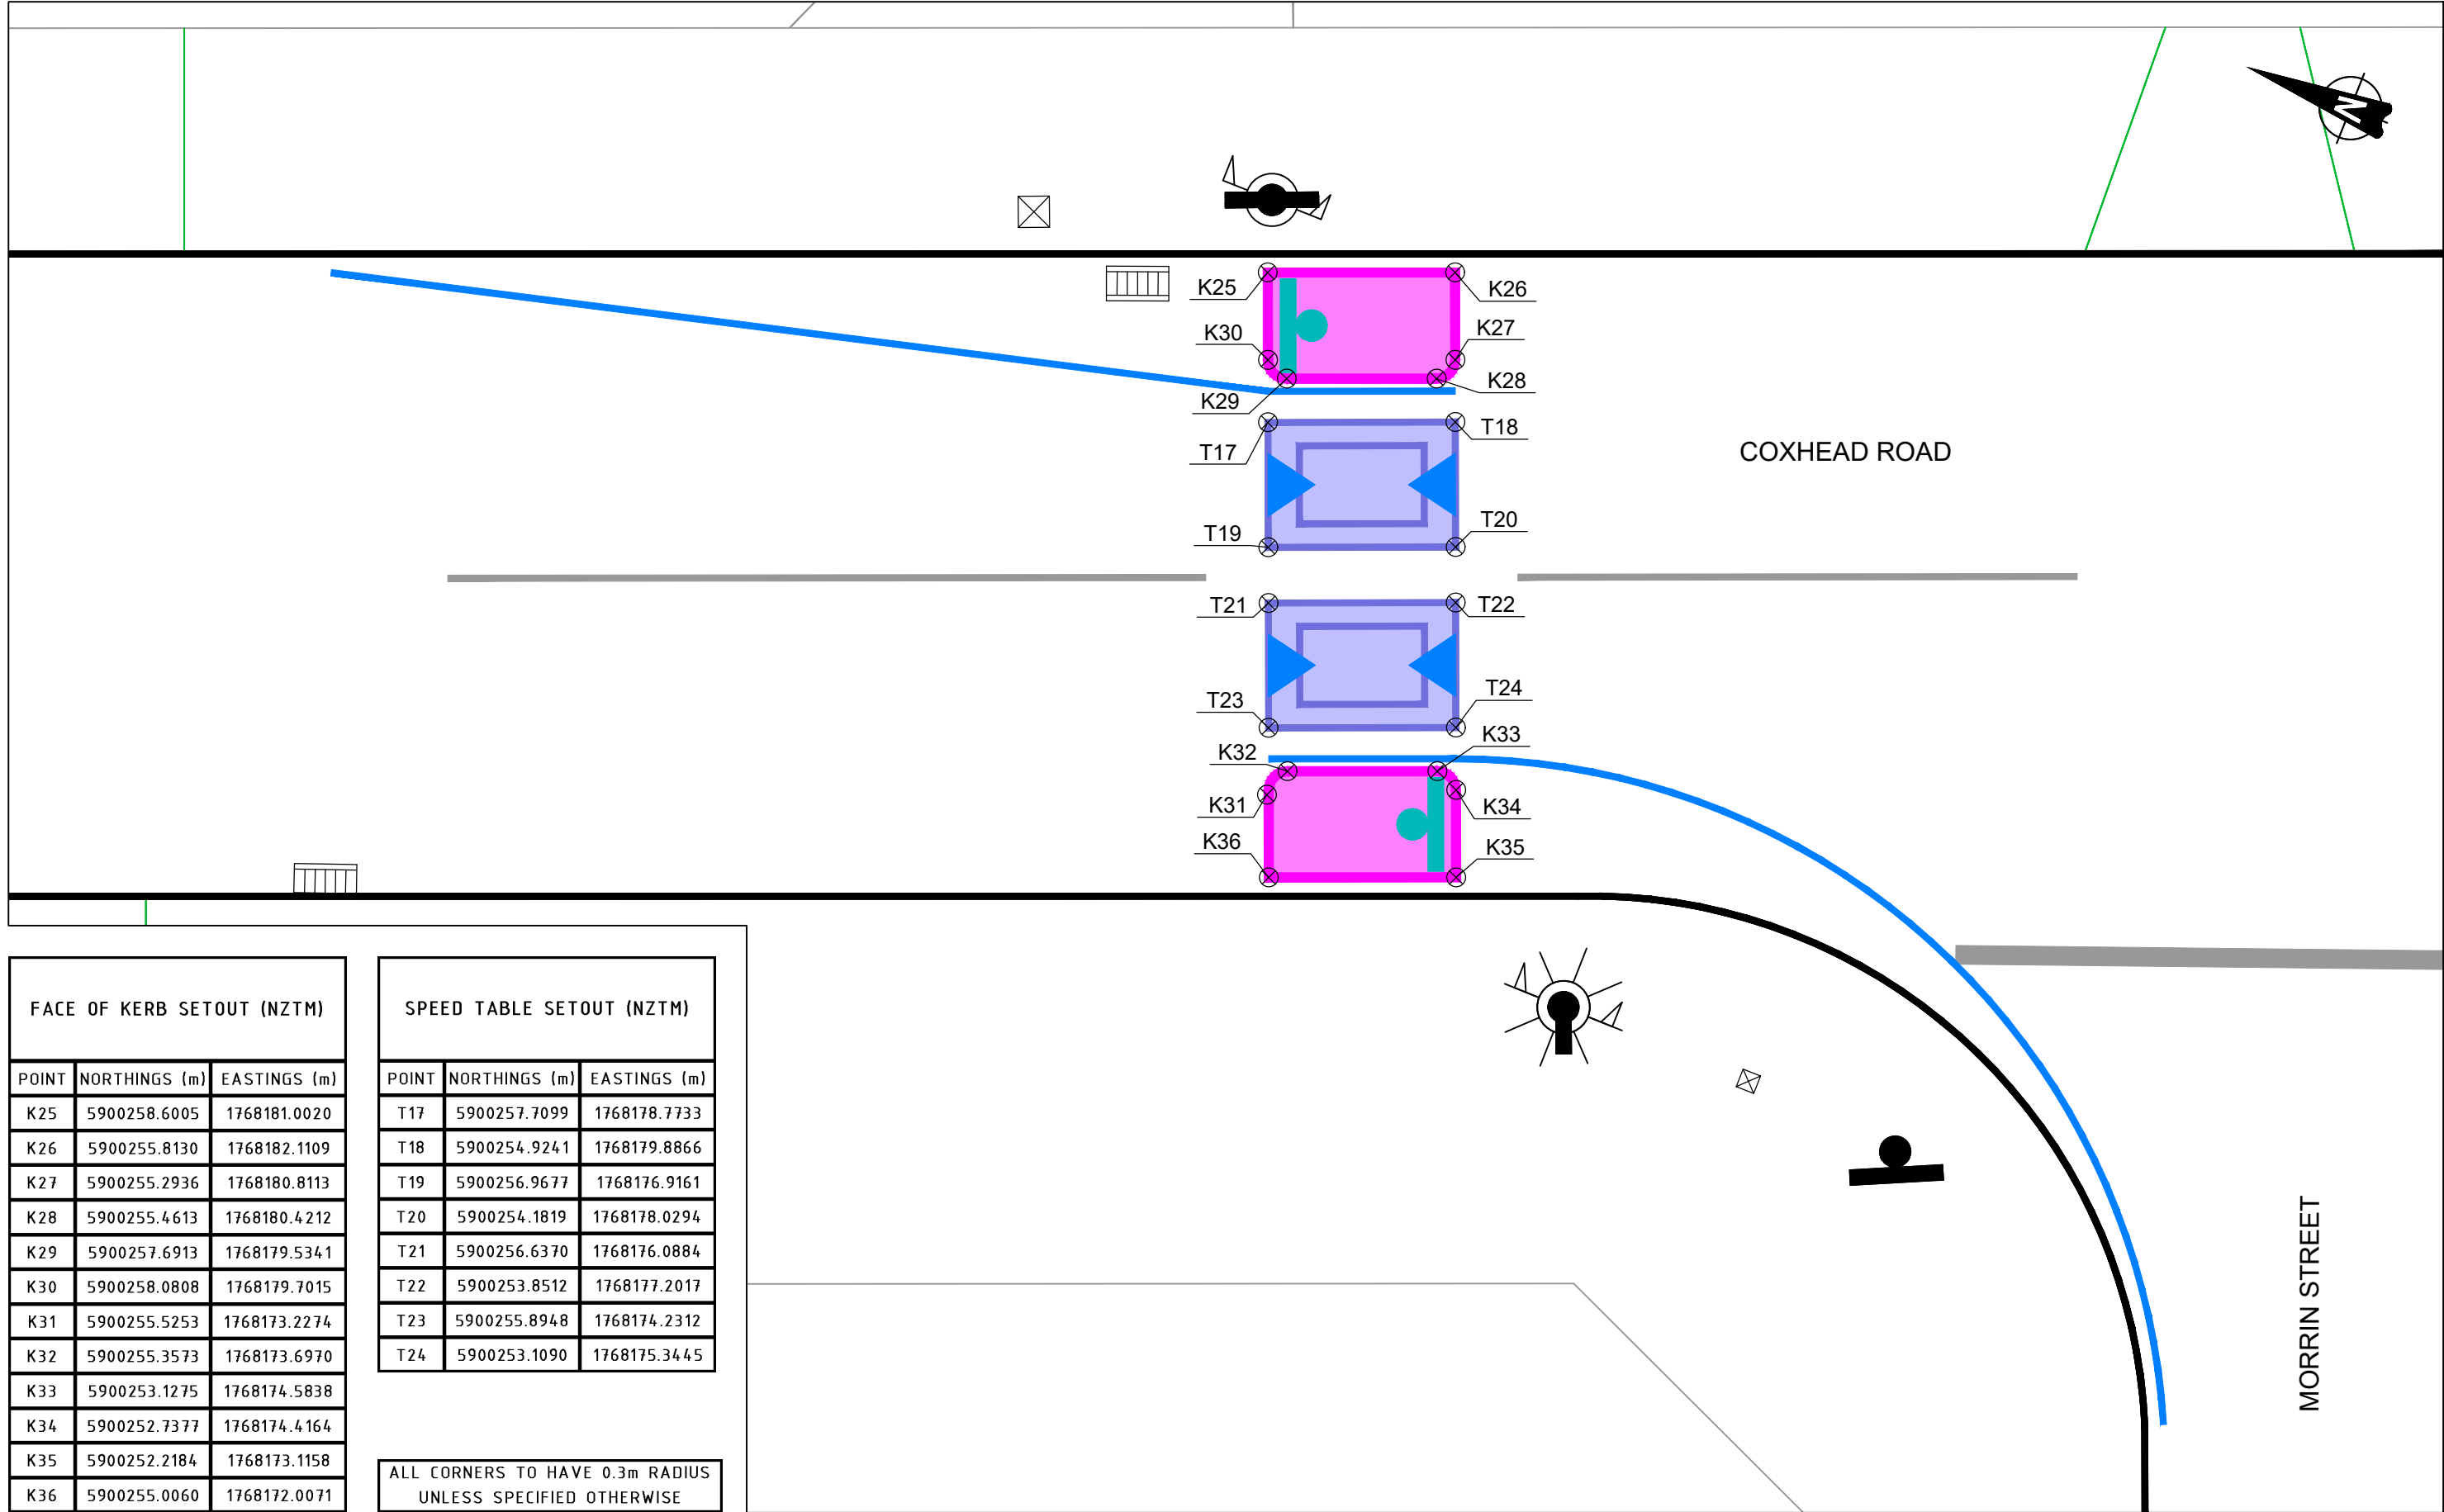 N
K25
K26
K30
K27
K29
K28
T17
T18
COXHEAD ROAD
T19
T20
T21
T22
T23
T24
K32
K33
K31
K34
K36
K35
FACE OF KERB SETOUT (NZTM)
POINT NORTHINGS (m) EASTINGS (m)
K25 5900258.6005 1768181.0020
K26 5900255.8130 1768182.1109
K27 5900255.2936 1768180.8113
K28 5900255.4613 1768180.4212
K29 5900257.6913 1768179.5341
K30 5900258.0808 1768179.7015
K31 5900255.5253 1768173.2274
K32 5900255.3573 1768173.6970
K33 5900253.1275 1768174.5838
K34 5900252.7377 1768174.4164
K35 5900252.2184 1768173.1158
K36 5900255.0060 1768172.0071
SPEED TABLE SETOUT (NZTM)
POINT NORTHINGS (m) EASTINGS (m)
T17 5900257.7099 1768178.7733
T18 5900254.9241 1768179.8866
T19 5900256.9677 1768176.9161
T20 5900254.1819 1768178.0294
T21 5900256.6370 1768176.0884
T22 5900253.8512 1768177.2017
T23 5900255.8948 1768174.2312
T24 5900253.1090 1768175.3445
ALL CORNERS TO HAVE 0.3m RADIUS
UNLESS SPECIFIED OTHERWISE
MORRIN STREET